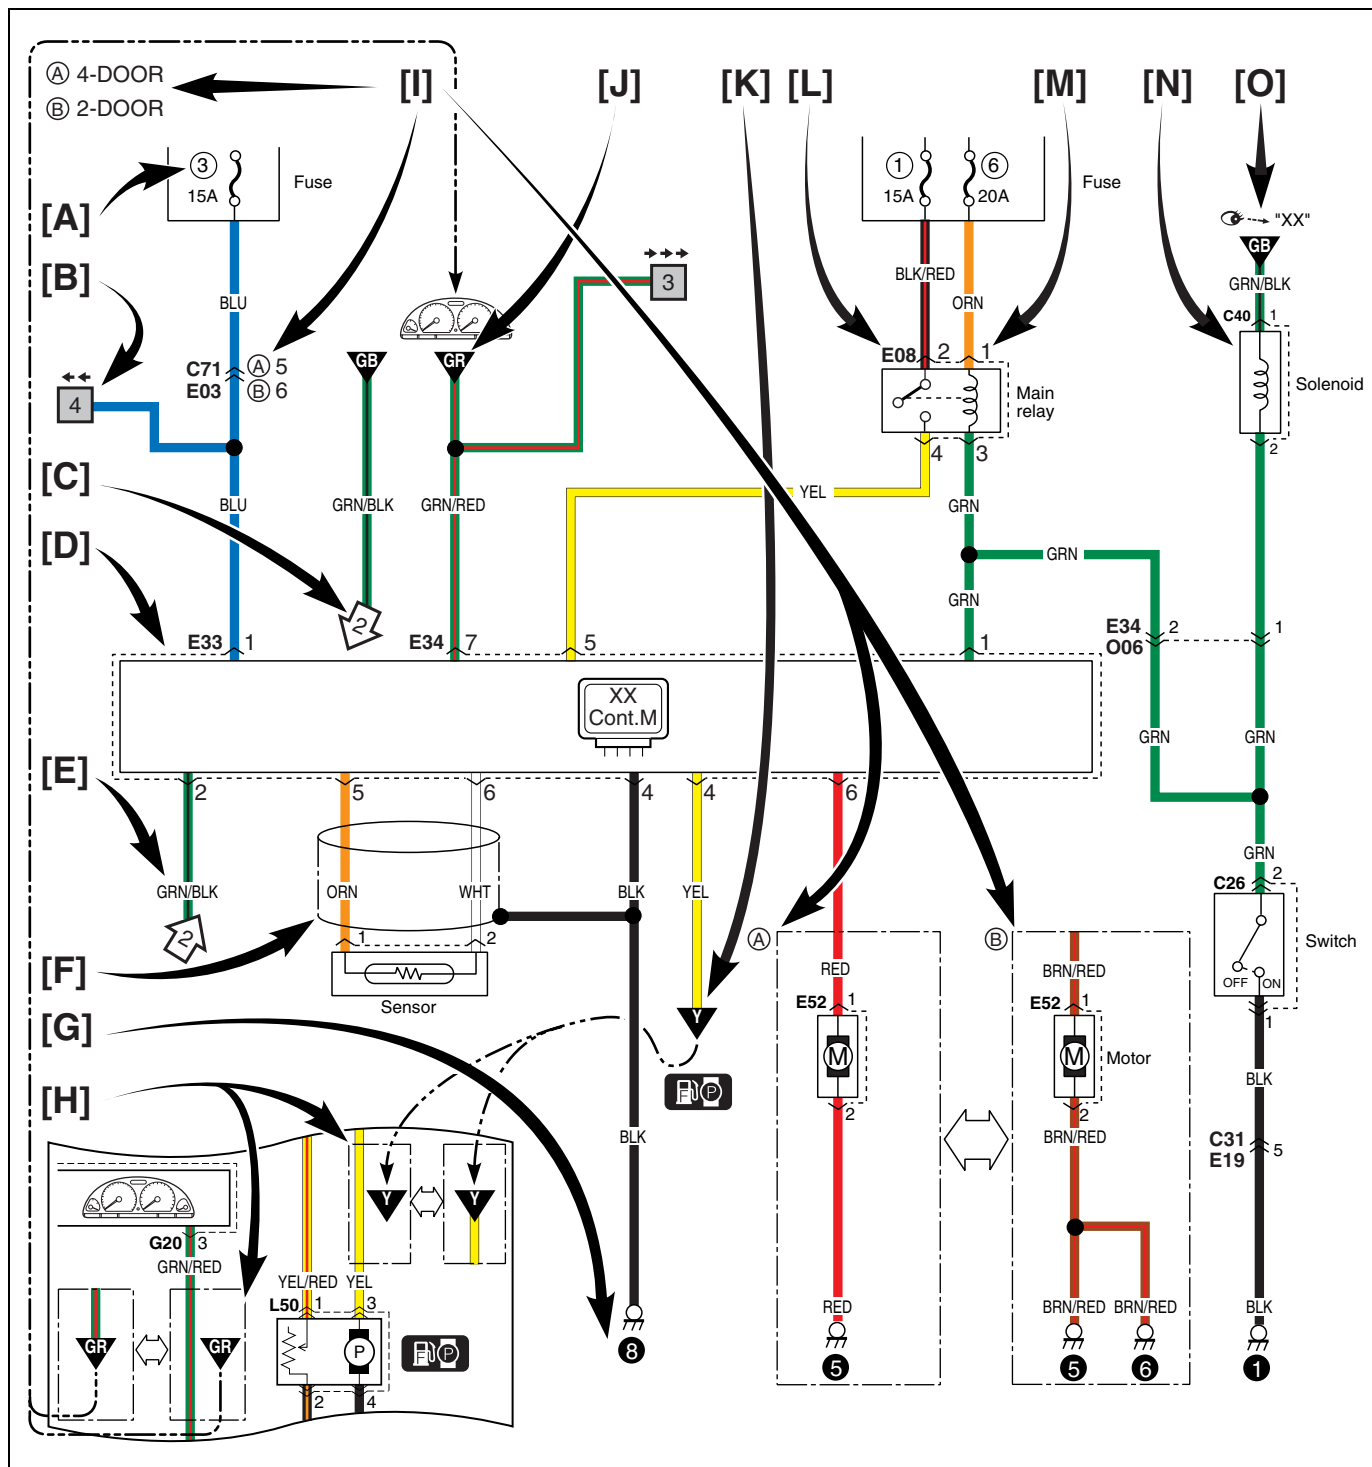 Ⓐ 4-DOOR
Ⓑ 2-DOOR
[I]
[J]
[K]
[L]
[M]
[N]
[O]
[A]
③
15A
Fuse
①
15A
⑥
20A
Fuse
"XX"
GB
GRN/BLK
C40 1
[B]
BLU
3
BLK/RED
ORN
C71 Ⓐ 5
E03 Ⓑ 6
4
GB
GR
E08 2 1
Main
relay
4 3
Solenoid
2
[C]
BLU
GRN/BLK
GRN/RED
YEL
GRN
[D]
GRN
GRN
2
E33 1
E34 7
5
1
E34 2
O06
1
XX
Cont.M
GRN
GRN
[E]
2
5
6
4
4
6
GRN
C26 2
GRN/BLK
ORN
WHT
BLK
YEL
2
1
2
Ⓐ
Ⓑ
Switch
OFF
ON
1
[F]
Sensor
RED
BRN/RED
[G]
Y
E52 1
M
2
E52 1
M
Motor
2
BLK
[H]
F P
BLK
BRN/RED
C31
E19
5
Y
Y
G20 3
GRN/RED
YEL/RED
YEL
L50 1
3
GR
GR
P
F P
2
4
8
RED
5
BRN/RED
BRN/RED
5
6
BLK
1